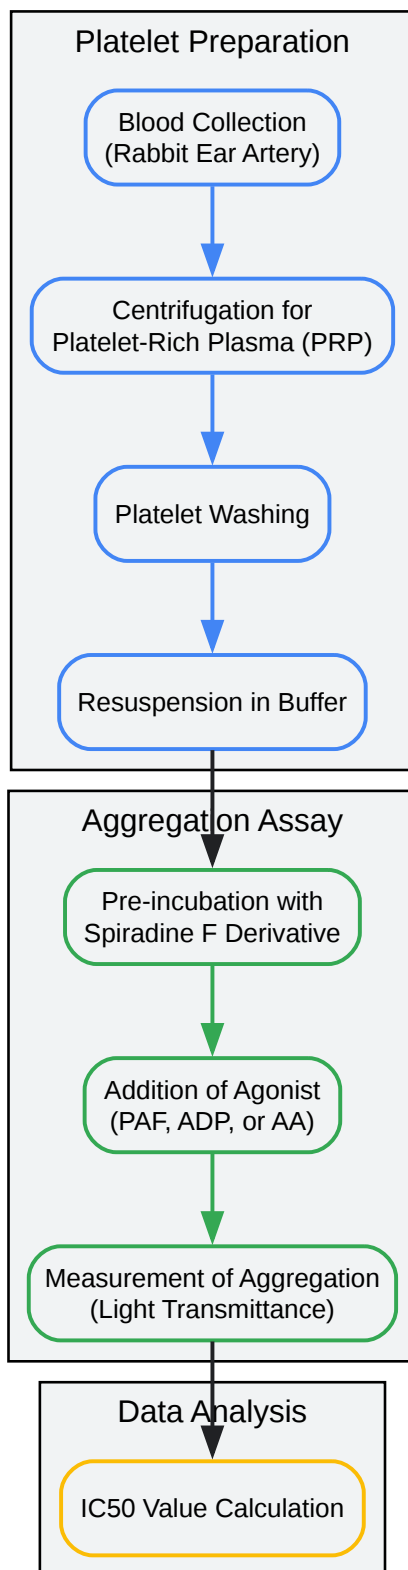 Platelet Preparation
Blood Collection
(Rabbit Ear Artery)
Centrifugation for
Platelet-Rich Plasma (PRP)
Platelet Washing
Resuspension in Buffer
Aggregation Assay
Pre-incubation with
Spiradine F Derivative
Addition of Agonist
(PAF, ADP, or AA)
Measurement of Aggregation
(Light Transmittance)
Data Analysis
IC50 Value Calculation